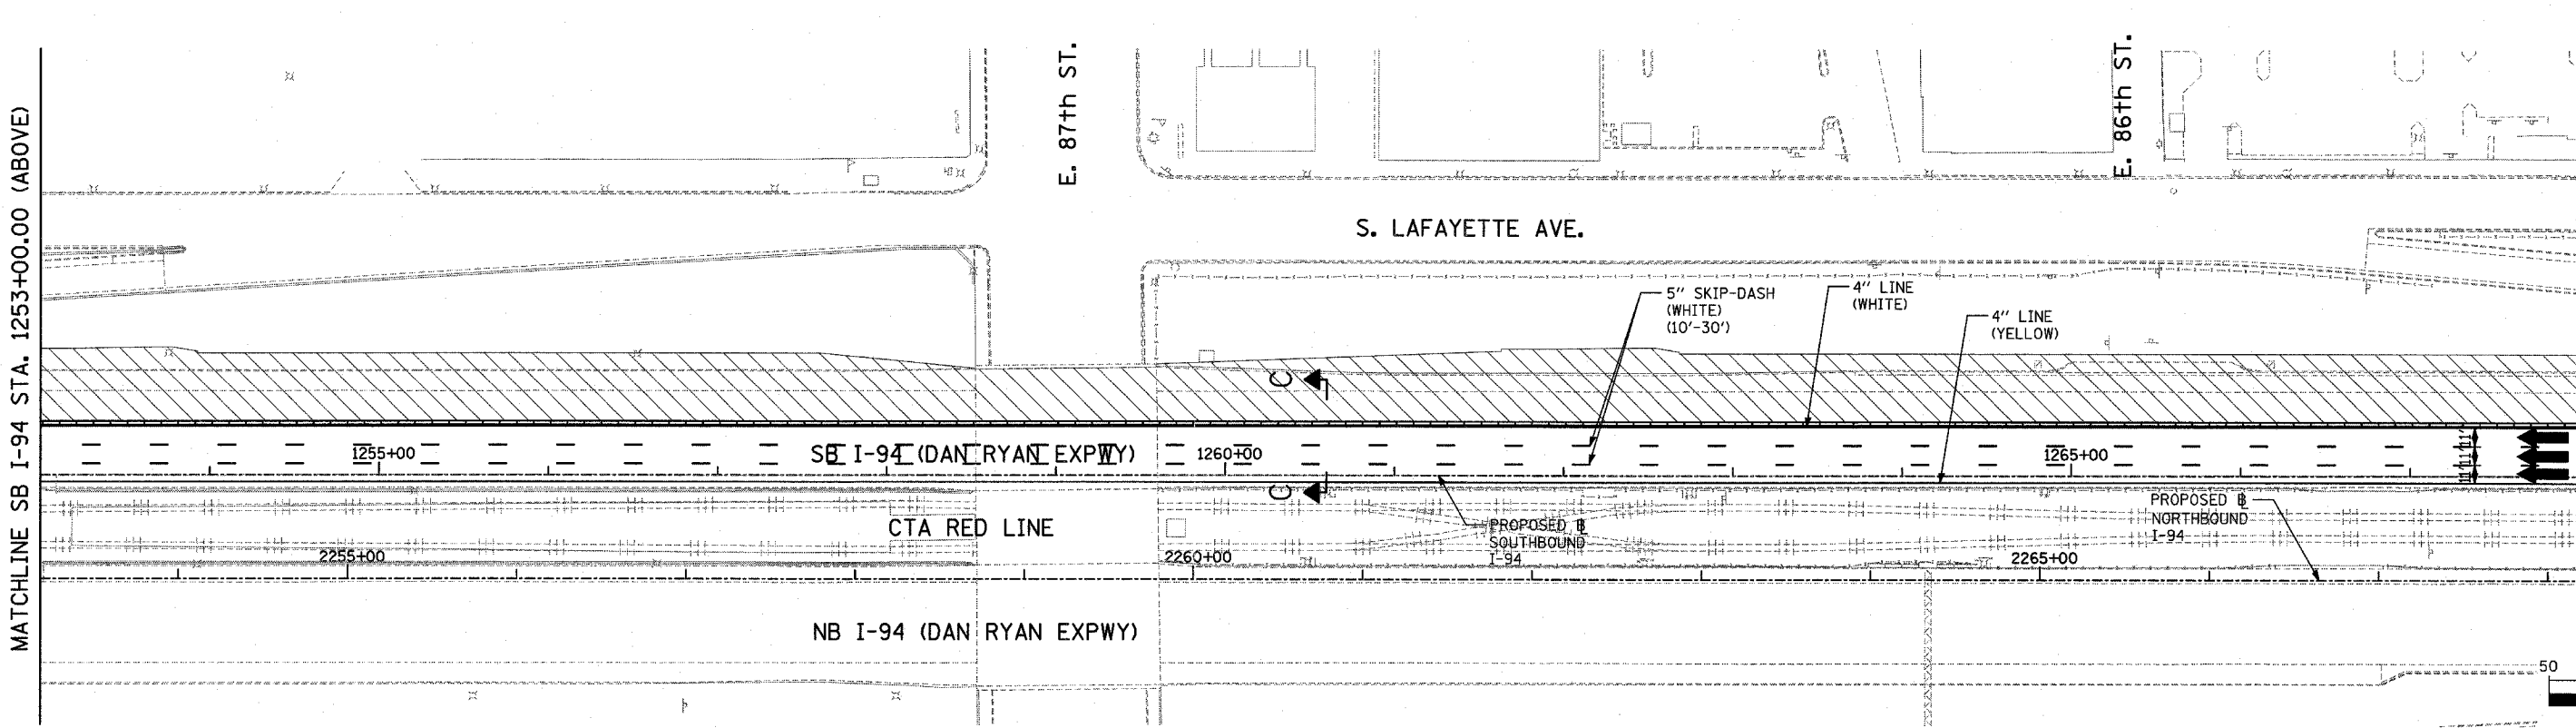 MATCHLINE SB I-94 STA. 1253+00.00 (ABOVE)
E. 87th ST.
E. 86th ST.
S. LAFAYETTE AVE.
5" SKIP-DASH
(WHITE)
(10'-30')
4" LINE
(WHITE)
4" LINE
(YELLOW)
C
1255+00
SB I-94 (DAN RYAN EXPWY)
1260+00
1265+00
11'
11'
11'
C
CTA RED LINE
PROPOSED ℄
SOUTHBOUND
I-94
PROPOSED ℄
NORTHBOUND
I-94
2255+00
2260+00
2265+00
NB I-94 (DAN RYAN EXPWY)
50